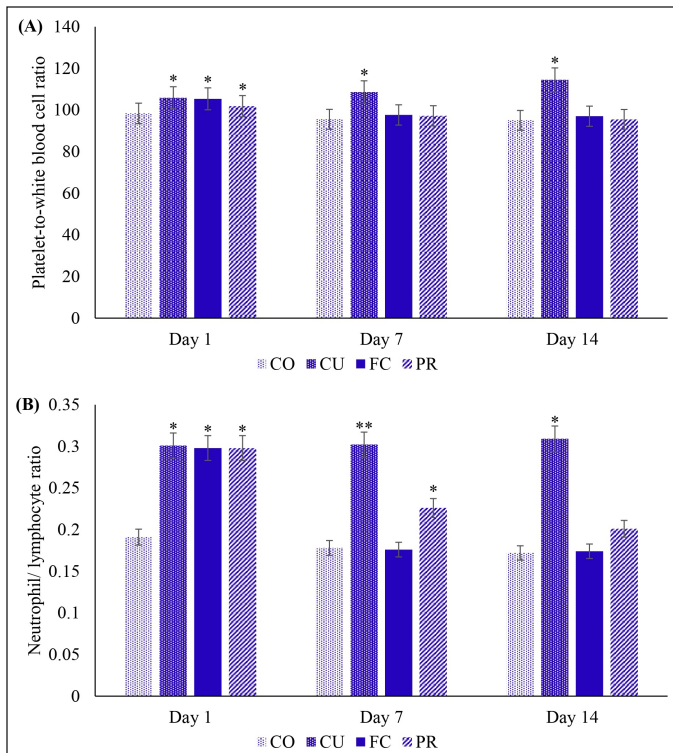 (A)
Platelet-to-white blood cell ratio
140
120
100
80
60
40
20
0
* * *
*
*
Day 1 Day 7 Day 14
CO CU FC PR
(B)
Neutrophil/ lymphocyte ratio
0.35
0.3
0.25
0.2
0.15
0.1
0.05
0
* * *
** *
*
Day 1 Day 7 Day 14
CO CU FC PR